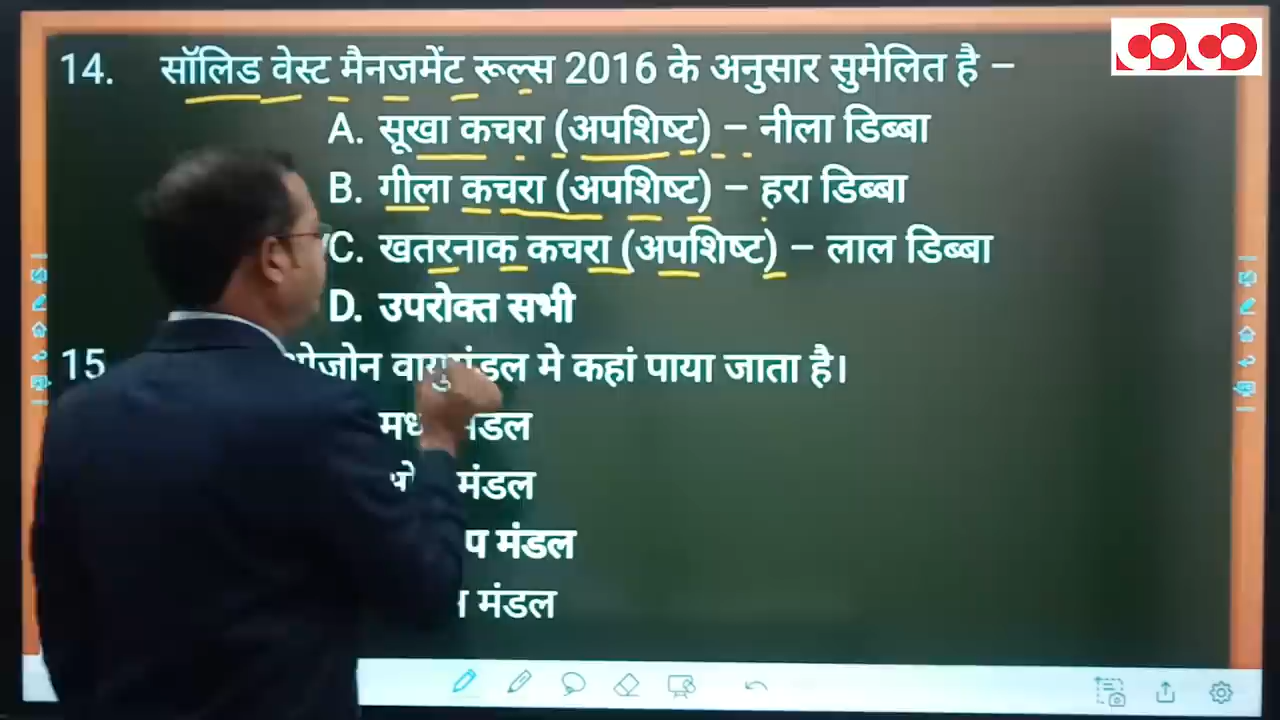 14. सॉलिड वेस्ट मैनजमेंट रूल्स 2016 के अनुसार सुमेलित है –
A. सूखा कचरा (अपशिष्ट) – नीला डिब्बा
B. गीला कचरा (अपशिष्ट) – हरा डिब्बा
C. खतरनाक कचरा (अपशिष्ट) – लाल डिब्बा
D. उपरोक्त सभी
15 वायुमंडल मे कहां पाया जाता है।
मंडल
मंडल
मंडल